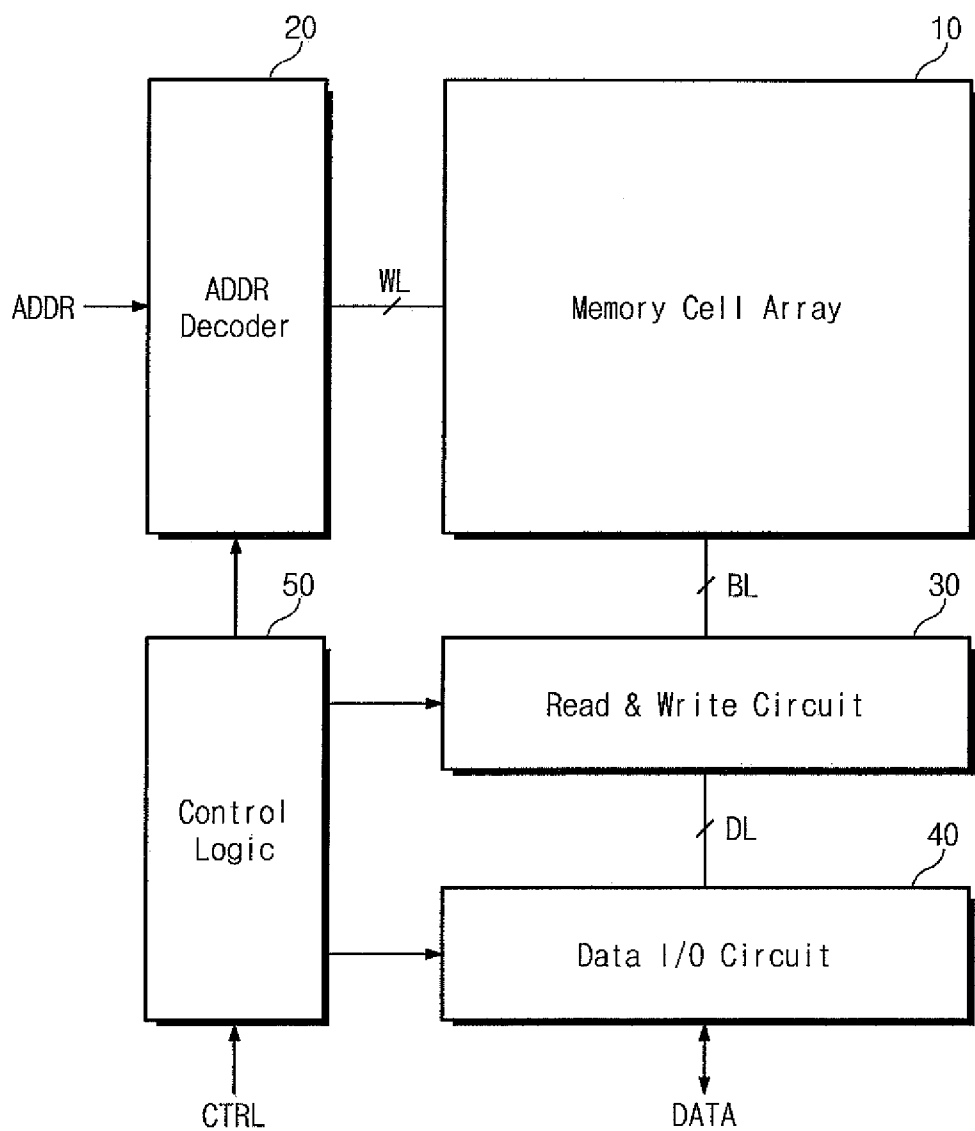 20
10
ADDR
ADDR
Decoder
WL
Memory Cell Array
50
BL
30
Read & Write Circuit
Control
Logic
DL
40
Data I/O Circuit
CTRL
DATA